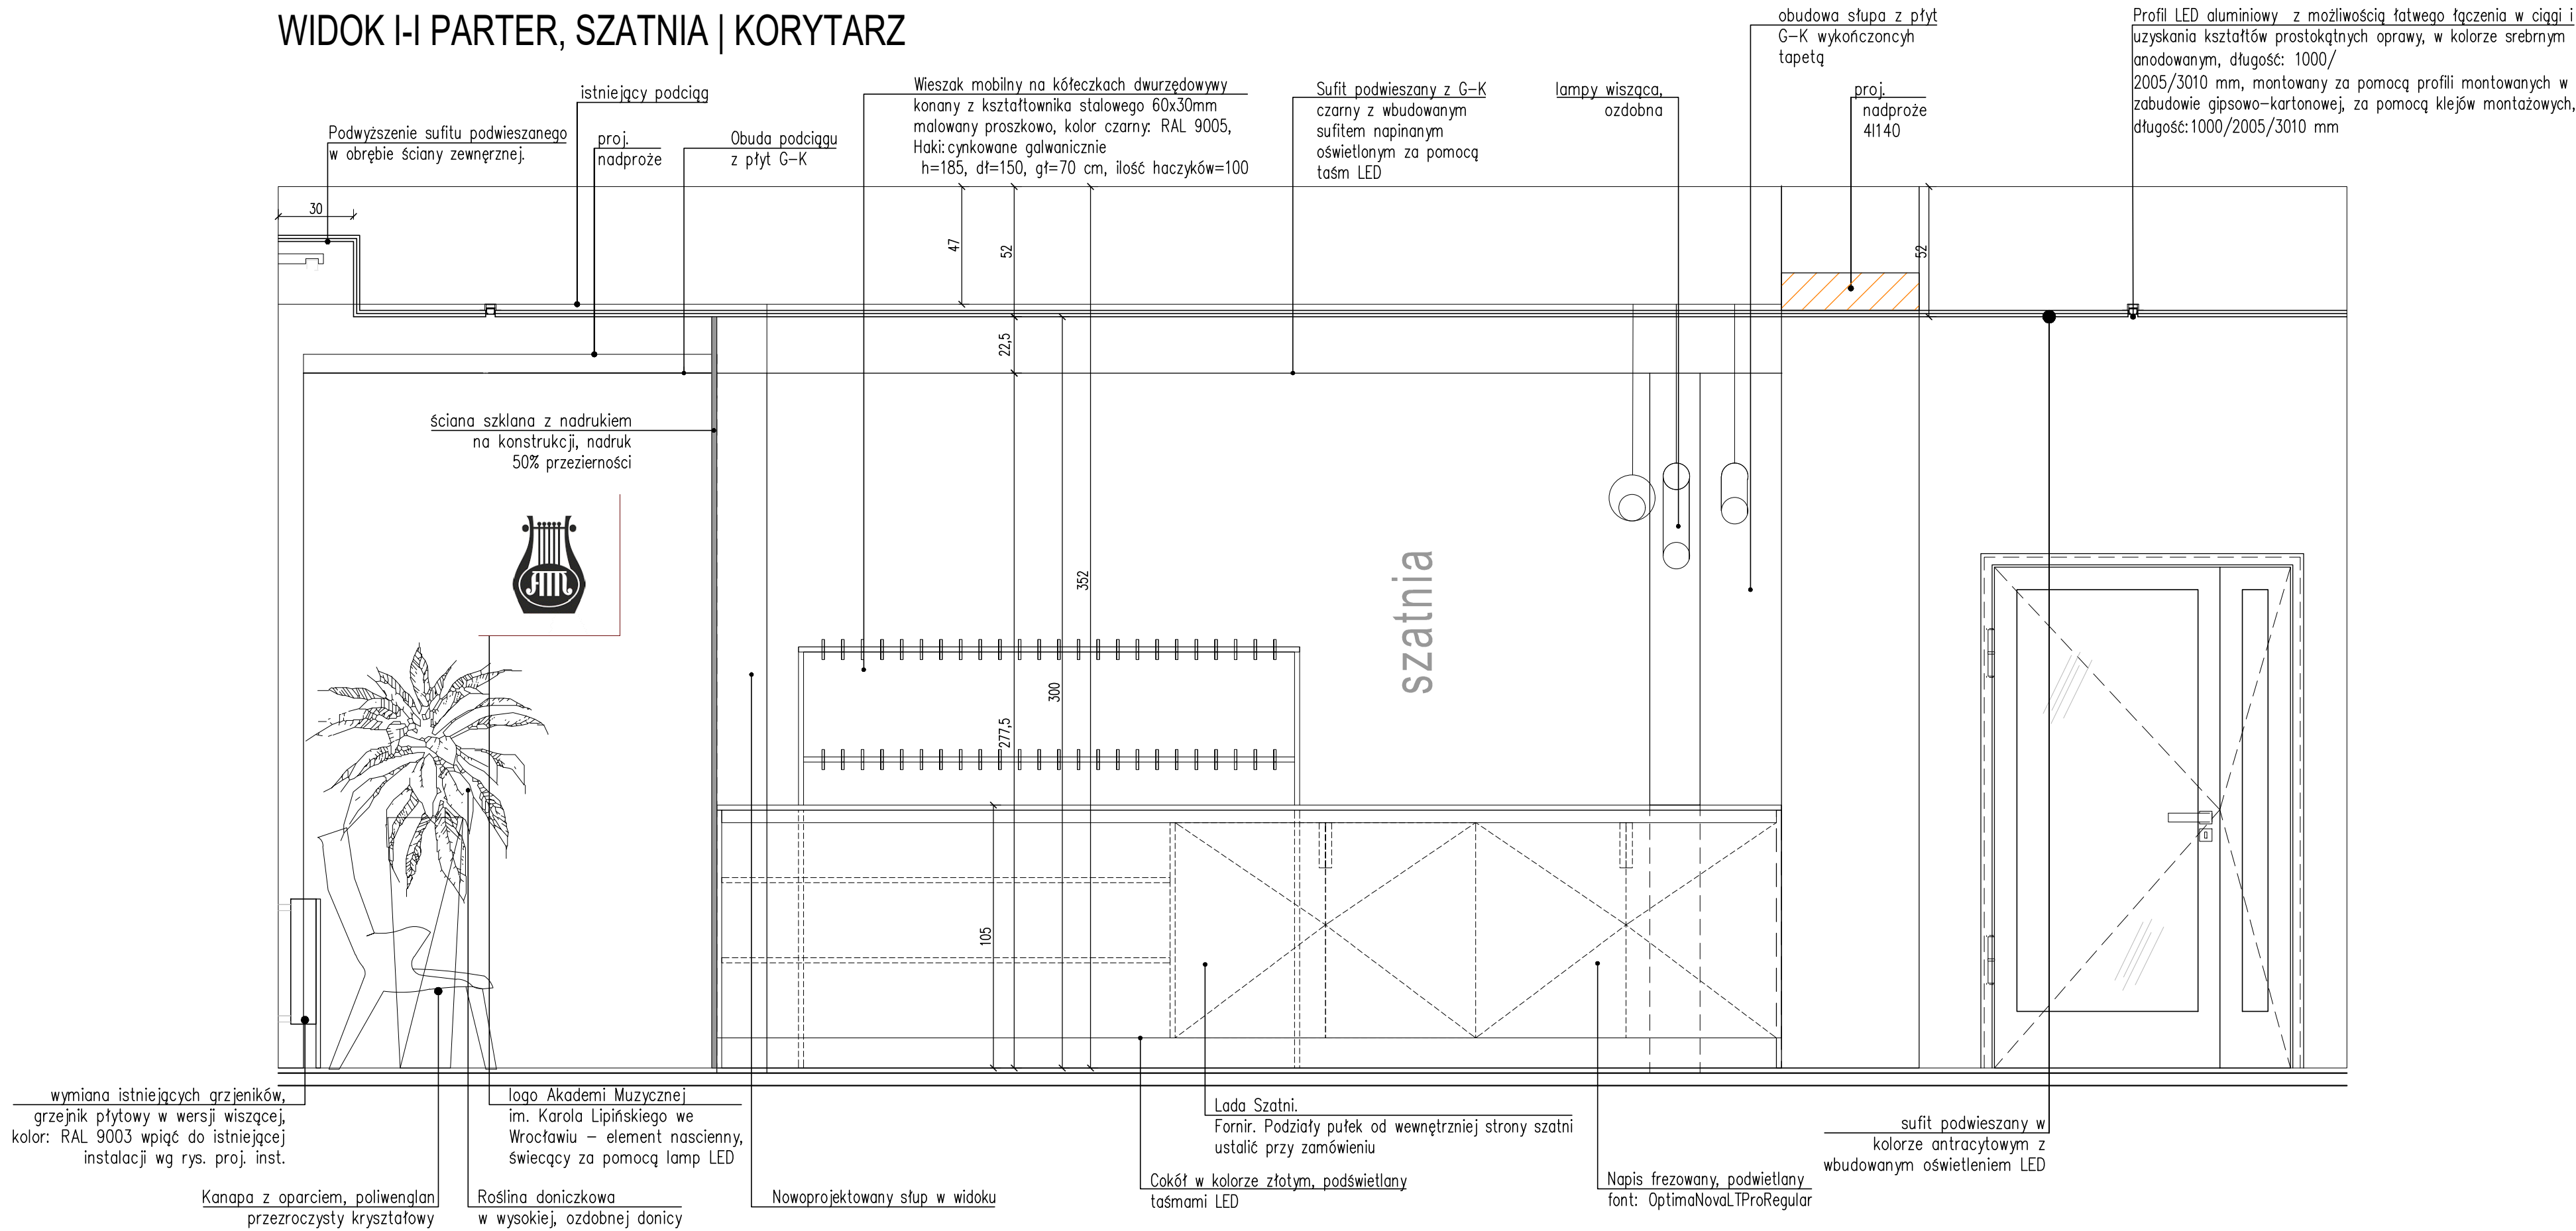 WIDOK I-I PARTER, SZATNIA | KORYTARZ
istniejący podciąg
Podwyższenie sufitu podwieszanego
w obrębie ściany zewnęrznej.
proj.
nadproże
Obuda podciągu
z płyt G-K
Wieszak mobilny na kółeczkach dwurzędowywy
konany z kształtownika stalowego 60x30mm
malowany proszkowo, kolor czarny: RAL 9005,
Haki: cynkowane galwanicznie
h=185, dł=150, gł=70 cm, ilość haczyków=100
Sufit podwieszany z G-K
czarny z wbudowanym
sufitem napinanym
oświetlonym za pomocą
taśm LED
lampy wisząca,
ozdobna
obudowa słupa z płyt
G-K wykończoncyh
tapetą
proj.
nadproże
4I140
Profil LED aluminiowy z możliwością łatwego łączenia w ciągi i
uzyskania kształtów prostokątnych oprawy, w kolorze srebrnym
anodowanym, długość: 1000/
2005/3010 mm, montowany za pomocą profili montowanych w
zabudowie gipsowo-kartonowej, za pomocą klejów montażowych,
długość: 1000/2005/3010 mm
30
47
52
52
22,5
ściana szklana z nadrukiem
na konstrukcji, nadruk
50% przezierności
AM
352
szatnia
300
277,5
105
wymiana istniejących grzjeników,
grzejnik płytowy w wersji wiszącej,
kolor: RAL 9003 wpiąć do istniejącej
instalacji wg rys. proj. inst.
logo Akademi Muzycznej
im. Karola Lipińskiego we
Wrocławiu – element nascienny,
świecący za pomocą lamp LED
Lada Szatni.
Fornir. Podziały pułek od wewnętrzniej strony szatni
ustalić przy zamówieniu
sufit podwieszany w
kolorze antracytowym z
wbudowanym oświetleniem LED
Kanapa z oparciem, poliwenglan
przezroczysty kryształowy
Roślina doniczkowa
w wysokiej, ozdobnej donicy
Nowoprojektowany słup w widoku
Cokół w kolorze złotym, podświetlany
taśmami LED
Napis frezowany, podwietlany
font: OptimaNovaLTProRegular